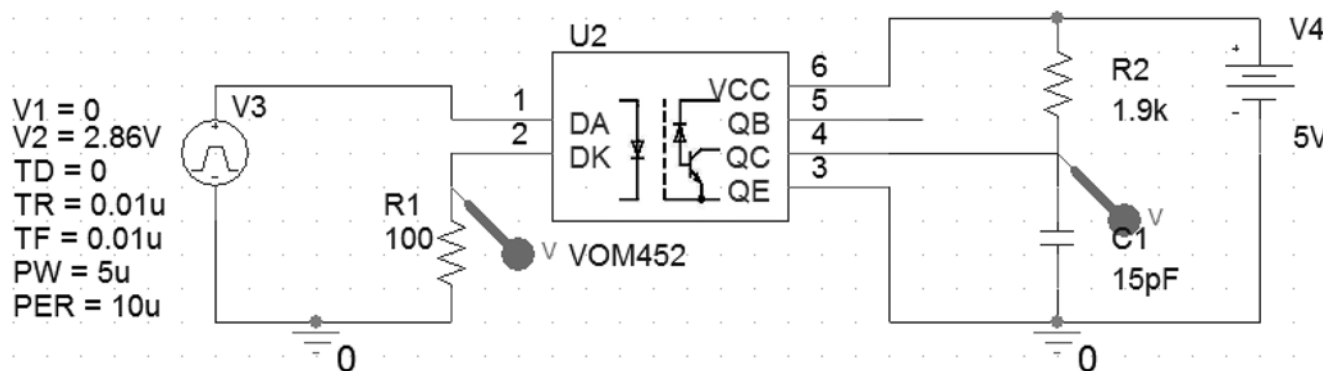 V1 = 0
V2 = 2.86V
TD = 0
TR = 0.01u
TF = 0.01u
PW = 5u
PER = 10u
V3
R1
100
V
0
U2
1
2
DA
DK
VCC
QB
QC
QE
6
5
4
3
VOM452
R2
1.9k
V
C1
15pF
0
V4
+
-
5V